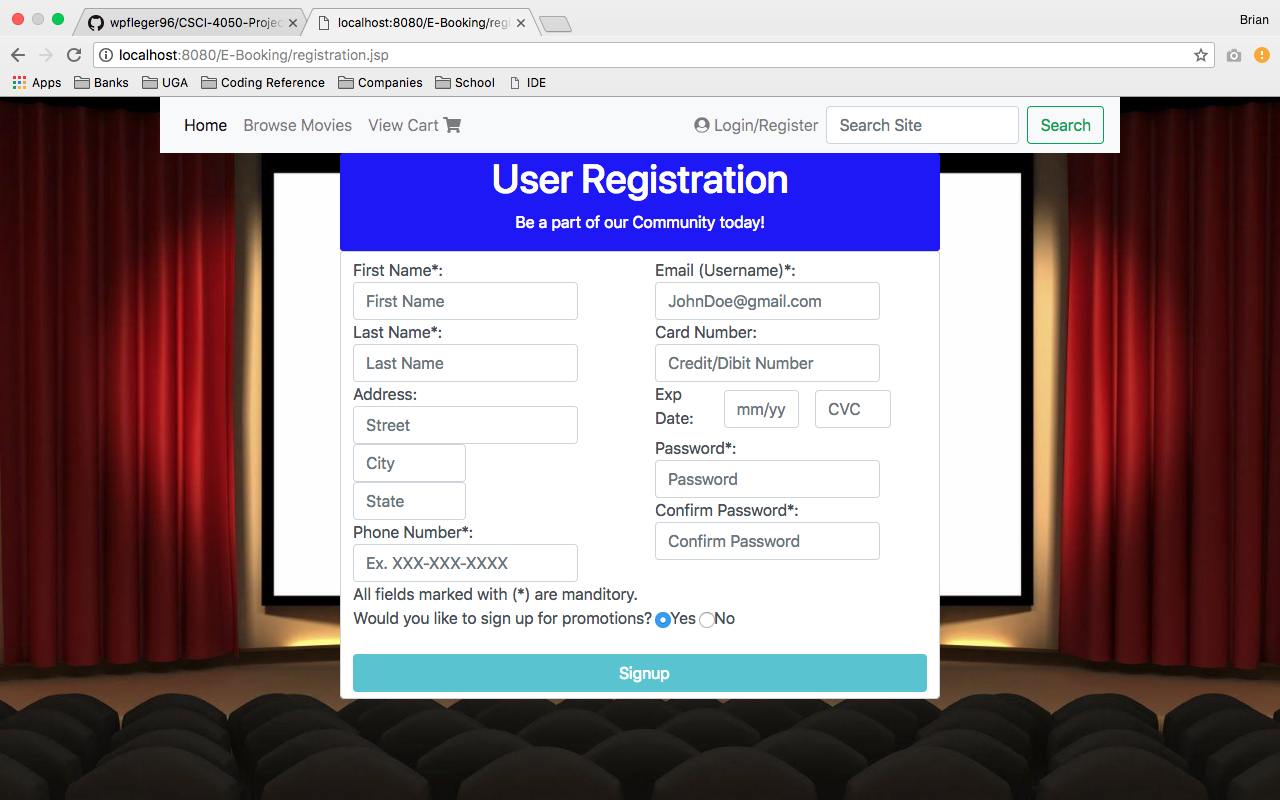 wpfleger96/CSCI-4050-Projec
localhost:8080/E-Booking/reg
Brian
localhost:8080/E-Booking/registration.jsp
Apps Banks UGA Coding Reference Companies School IDE
Home Browse Movies View Cart Login/Register Search Site Search
User Registration
Be a part of our Community today!
First Name*:
First Name
Last Name*:
Last Name
Address:
Street
City
State
Phone Number*:
Ex. XXX-XXX-XXXX
Email (Username)*:
JohnDoe@gmail.com
Card Number:
Credit/Dibit Number
Exp
Date:
mm/yy CVC
Password*:
Password
Confirm Password*:
Confirm Password
All fields marked with (*) are manditory.
Would you like to sign up for promotions? Yes No
Signup